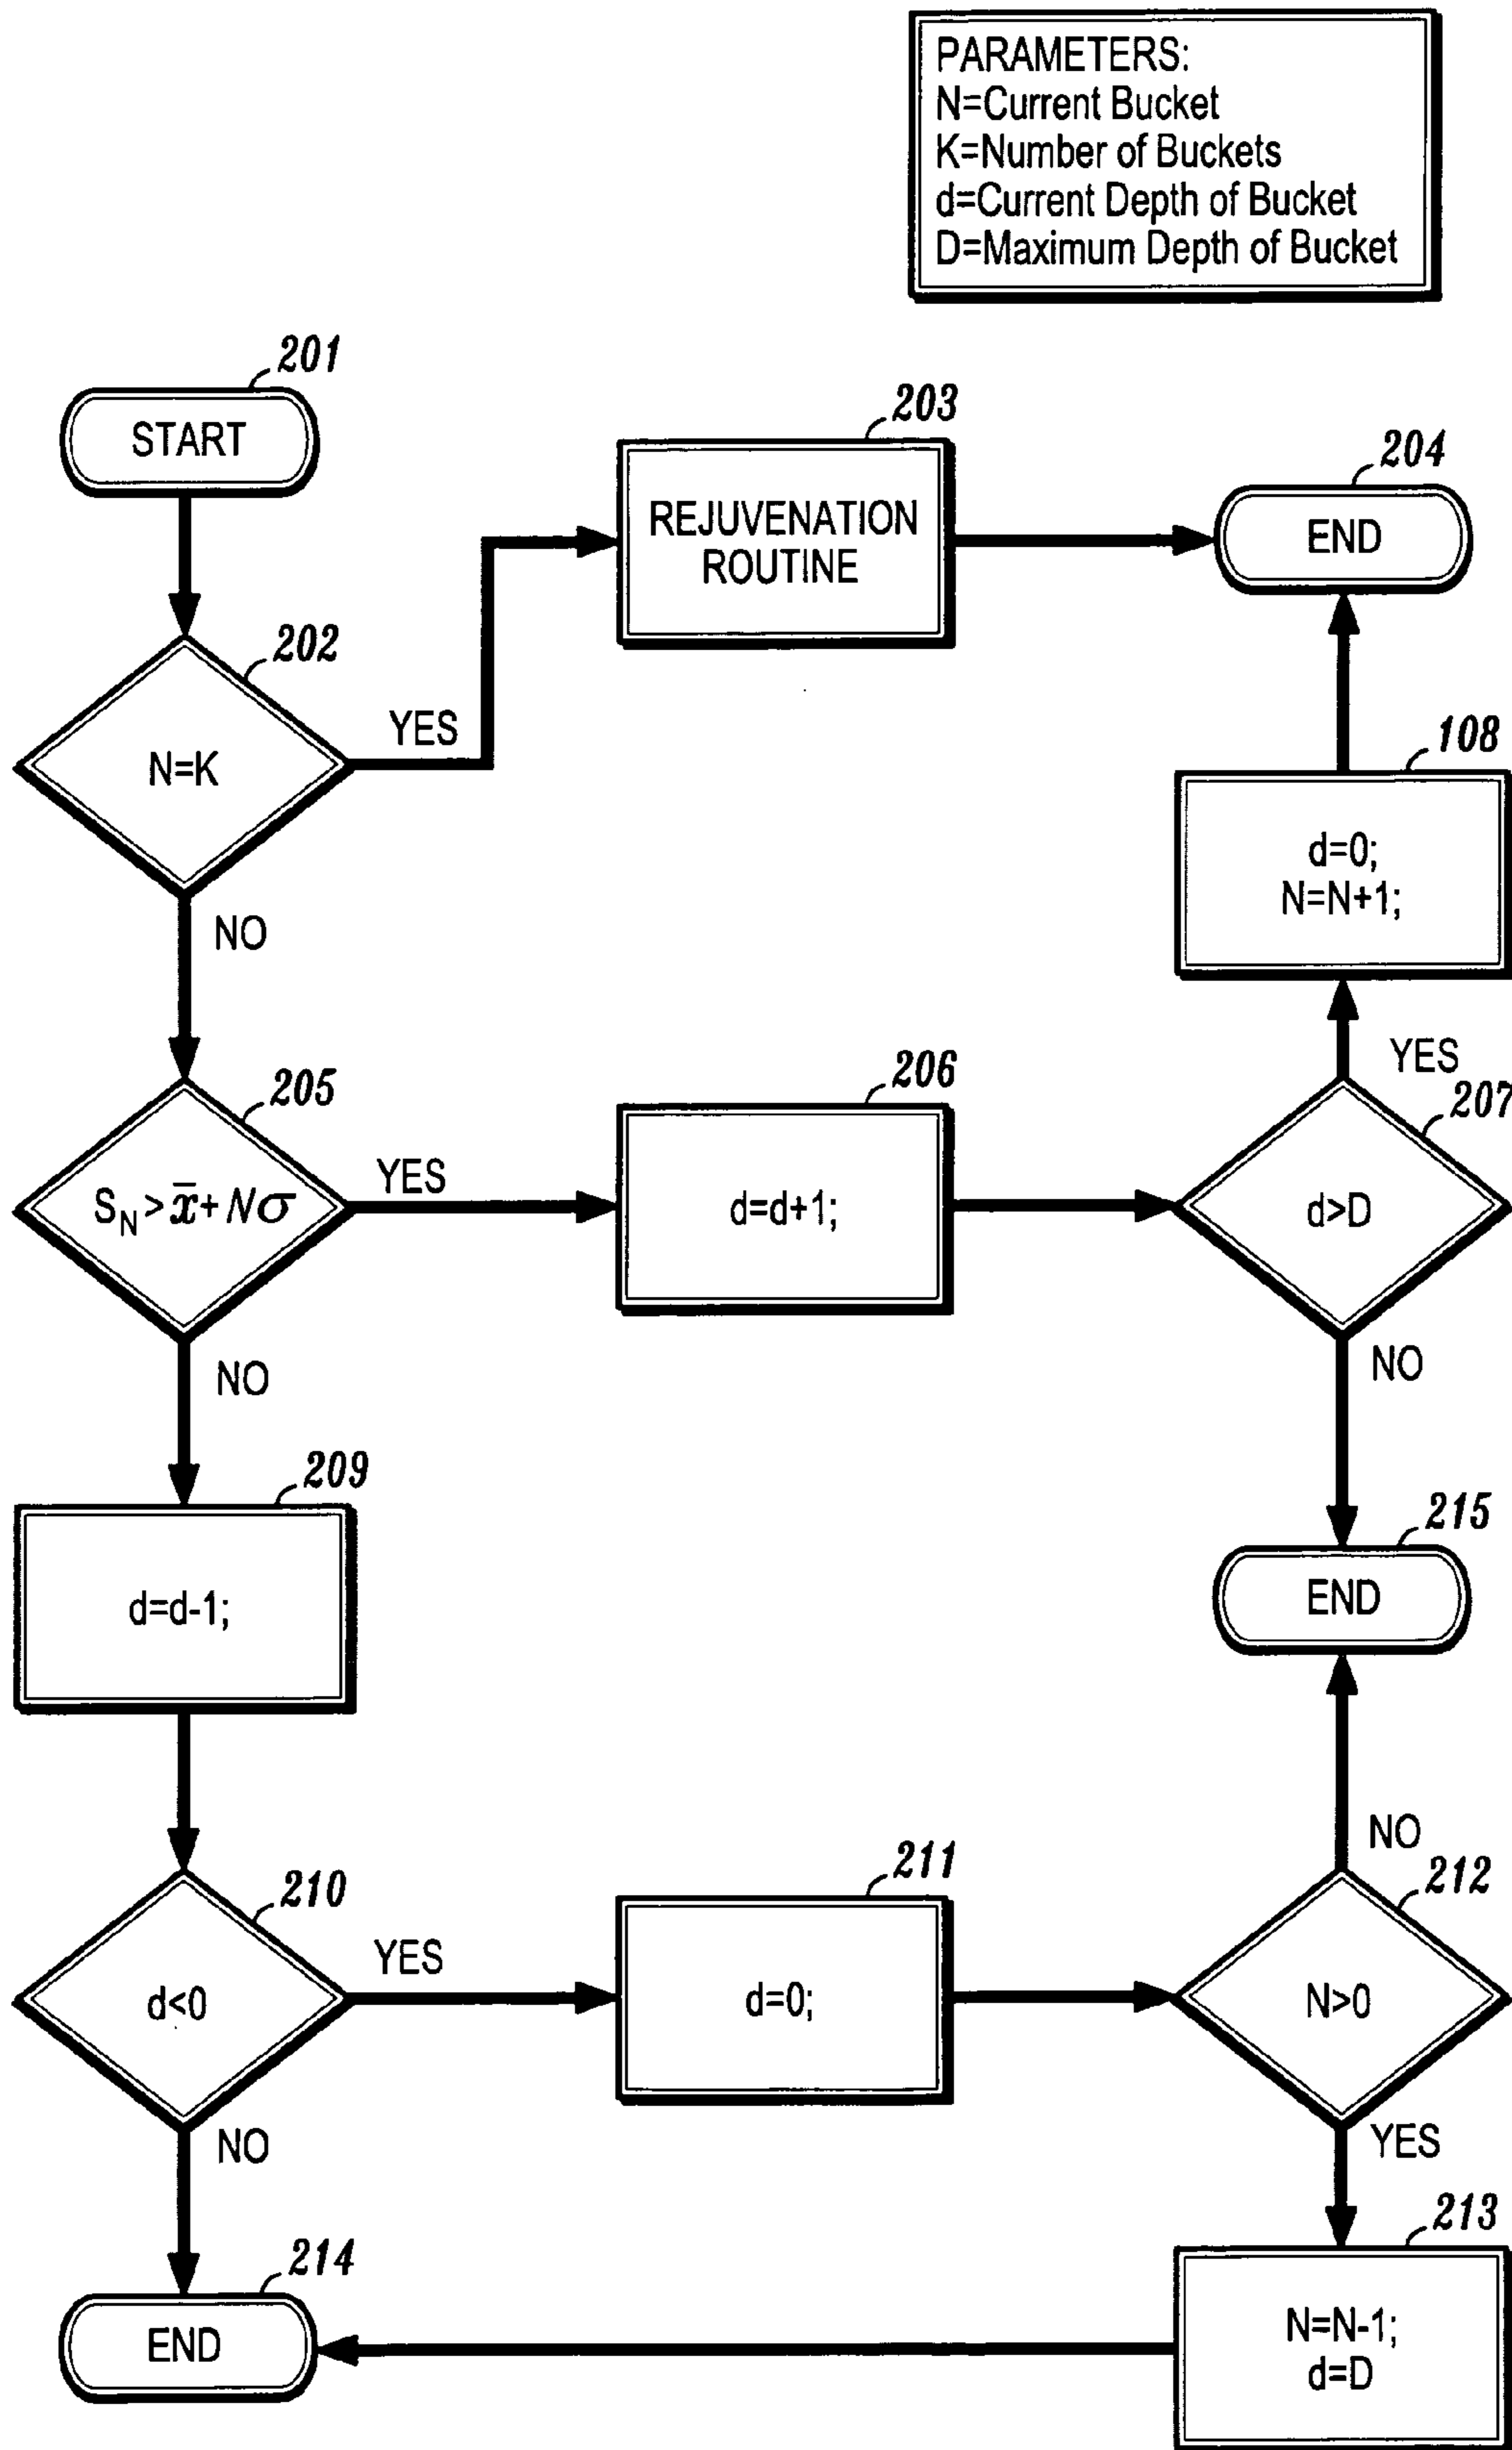 PARAMETERS:
N=Current Bucket
K=Number of Buckets
d=Current Depth of Bucket
D=Maximum Depth of Bucket
201
START
203
REJUVENATION
ROUTINE
204
END
202
N=K
YES
NO
108
d=0;
N=N+1;
YES
205
S_N > x̄ + Nσ
YES
NO
206
d=d+1;
207
d>D
NO
209
d=d-1;
215
END
NO
210
d<0
YES
NO
211
d=0;
212
N>0
YES
214
END
213
N=N-1;
d=D